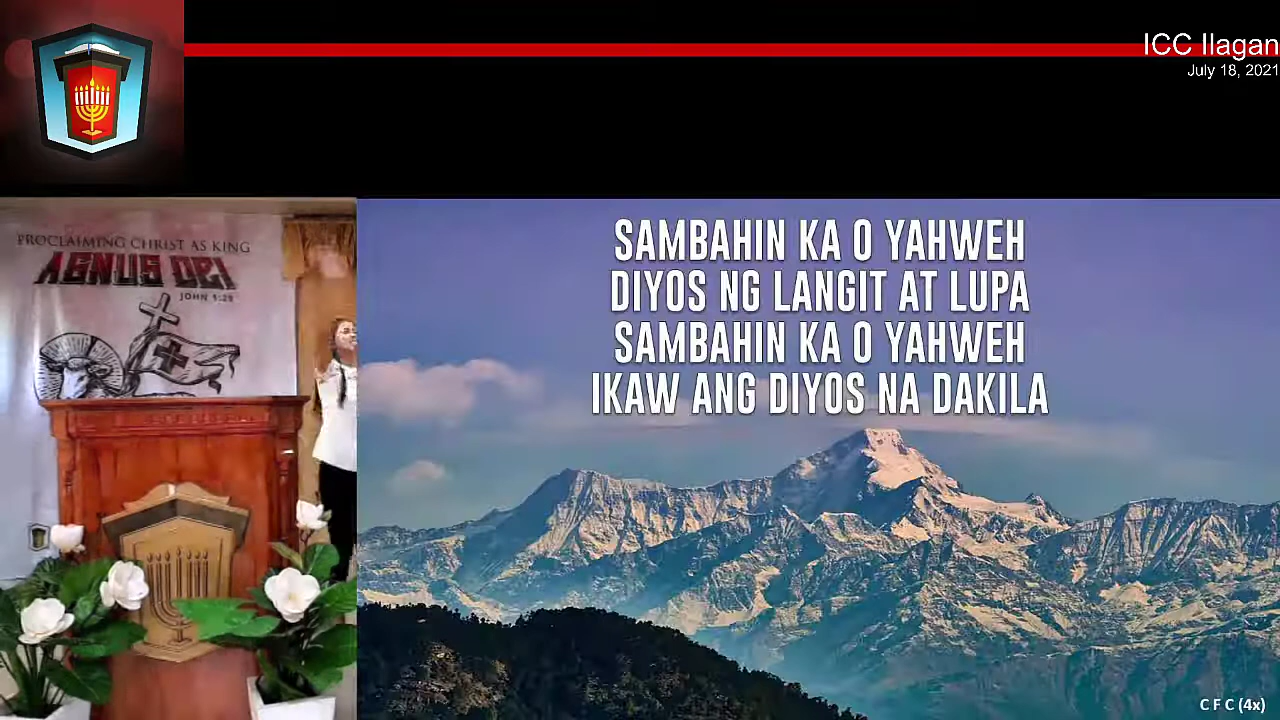 ICC Ilagan
July 18, 2021
PROCLAIMING CHRIST AS KING
AGNUS DEI
JOHN 1:29
SAMBAHIN KA O YAHWEH
DIYOS NG LANGIT AT LUPA
SAMBAHIN KA O YAHWEH
IKAW ANG DIYOS NA DAKILA
C F C (4x)